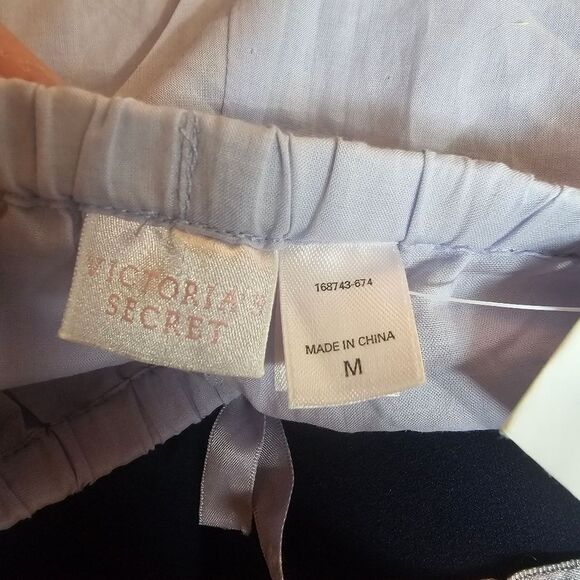 VICTORIA'S
SECRET
168743-674
MADE IN CHINA
M